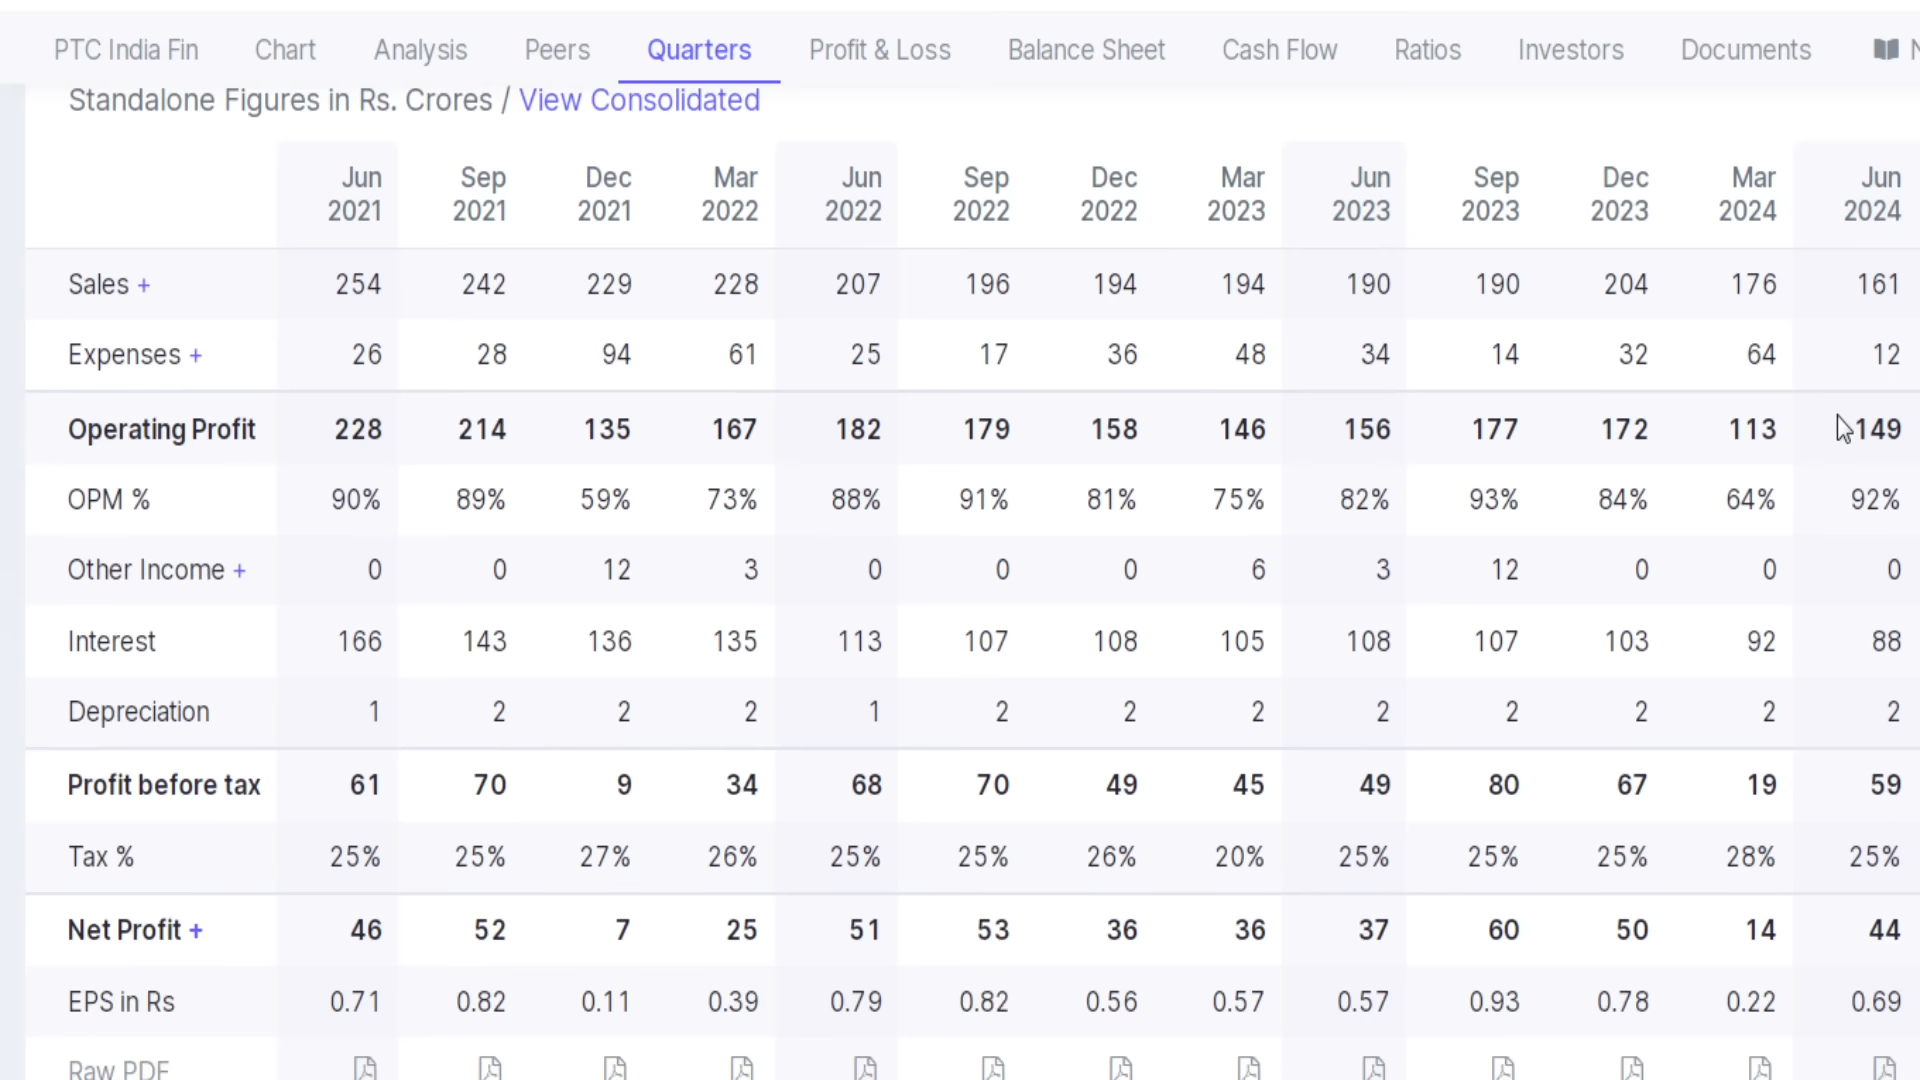 PTC India Fin Chart Analysis Peers Quarters Profit & Loss Balance Sheet Cash Flow Ratios Investors Documents N
Standalone Figures in Rs. Crores / View Consolidated
Jun 2021 Sep 2021 Dec 2021 Mar 2022 Jun 2022 Sep 2022 Dec 2022 Mar 2023 Jun 2023 Sep 2023 Dec 2023 Mar 2024 Jun 2024
Sales + 254 242 229 228 207 196 194 194 190 190 204 176 161
Expenses + 26 28 94 61 25 17 36 48 34 14 32 64 12
Operating Profit 228 214 135 167 182 179 158 146 156 177 172 113 149
OPM % 90% 89% 59% 73% 88% 91% 81% 75% 82% 93% 84% 64% 92%
Other Income + 0 0 12 3 0 0 0 6 3 12 0 0 0
Interest 166 143 136 135 113 107 108 105 108 107 103 92 88
Depreciation 1 2 2 2 1 2 2 2 2 2 2 2 2
Profit before tax 61 70 9 34 68 70 49 45 49 80 67 19 59
Tax % 25% 25% 27% 26% 25% 25% 26% 20% 25% 25% 25% 28% 25%
Net Profit + 46 52 7 25 51 53 36 36 37 60 50 14 44
EPS in Rs 0.71 0.82 0.11 0.39 0.79 0.82 0.56 0.57 0.57 0.93 0.78 0.22 0.69
Raw PDF